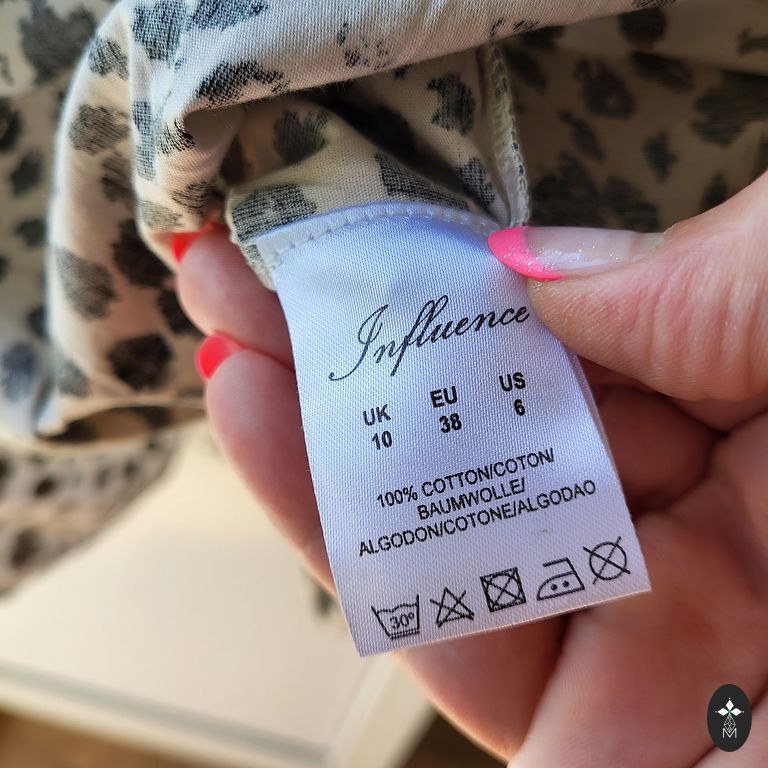 Influence
UK EU US
10 38 6
100% COTTON/COTON/
BAUMWOLLE/
ALGODON/COTONE/ALGODAO
30°
M